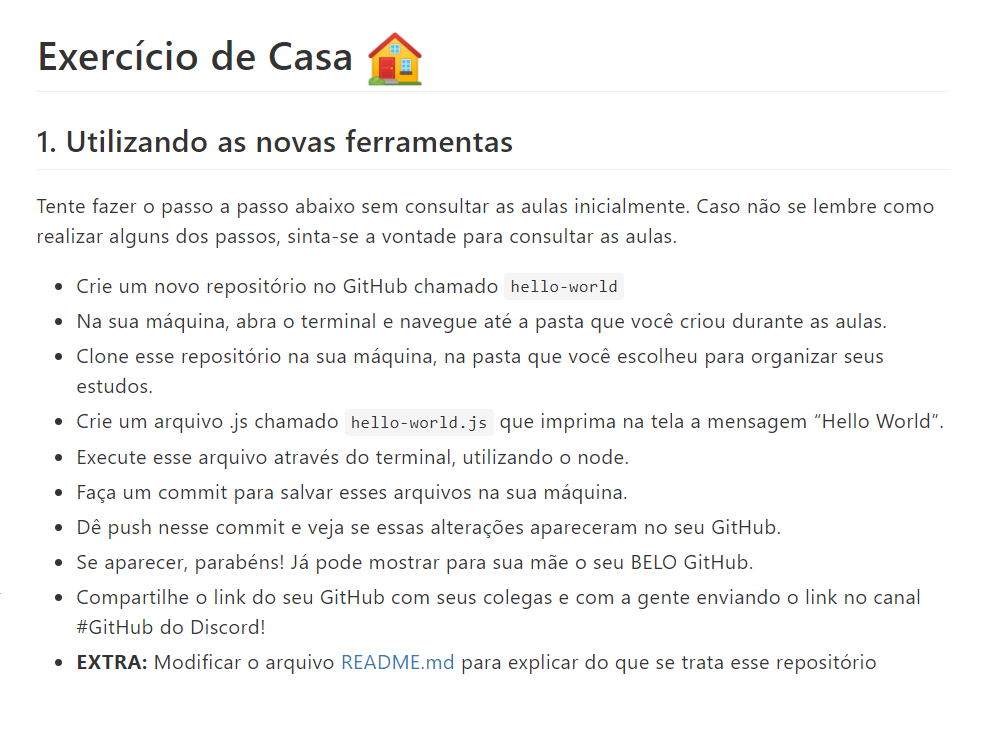 Exercício de Casa
1. Utilizando as novas ferramentas
Tente fazer o passo a passo abaixo sem consultar as aulas inicialmente. Caso não se lembre como
realizar alguns dos passos, sinta-se a vontade para consultar as aulas.
Crie um novo repositório no GitHub chamado hello-world
Na sua máquina, abra o terminal e navegue até a pasta que você criou durante as aulas.
Clone esse repositório na sua máquina, na pasta que você escolheu para organizar seus
estudos.
Crie um arquivo .js chamado hello-world.js que imprima na tela a mensagem “Hello World”.
Execute esse arquivo através do terminal, utilizando o node.
Faça um commit para salvar esses arquivos na sua máquina.
Dê push nesse commit e veja se essas alterações apareceram no seu GitHub.
Se aparecer, parabéns! Já pode mostrar para sua mãe o seu BELO GitHub.
Compartilhe o link do seu GitHub com seus colegas e com a gente enviando o link no canal
#GitHub do Discord!
EXTRA: Modificar o arquivo README.md para explicar do que se trata esse repositório